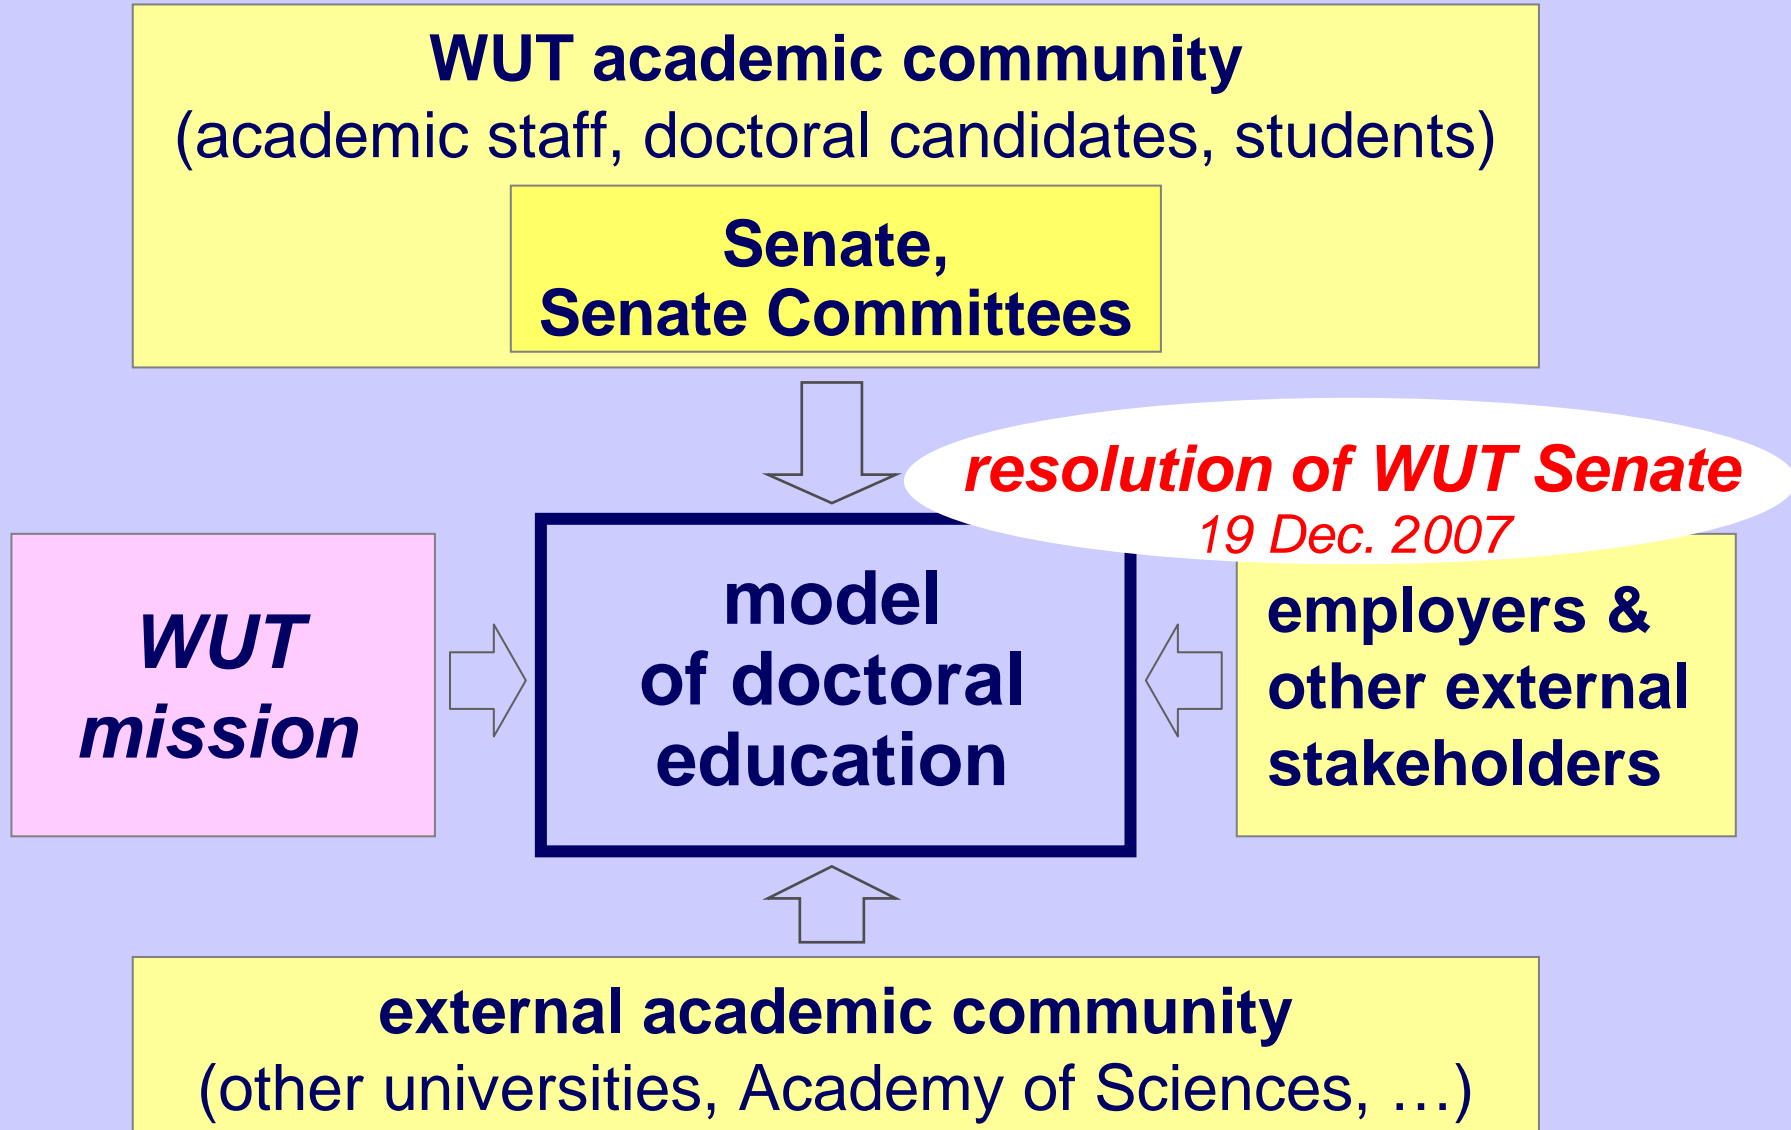 WUT academic community
(academic staff, doctoral candidates, students)
Senate,
Senate Committees
resolution of WUT Senate
19 Dec. 2007
WUT
mission
model
of doctoral
education
employers &
other external
stakeholders
external academic community
(other universities, Academy of Sciences, …)